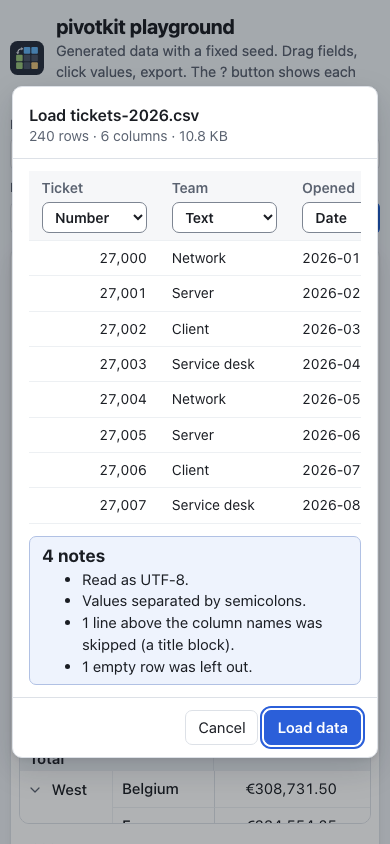 pivotkit playground
Generated data with a fixed seed. Drag fields,
click values, export. The ? button shows each
Load tickets-2026.csv
240 rows · 6 columns · 10.8 KB
Ticket Team Opened
Number Text Date
27,000 Network 2026-01
27,001 Server 2026-02
27,002 Client 2026-03
27,003 Service desk 2026-04
27,004 Network 2026-05
27,005 Server 2026-06
27,006 Client 2026-07
27,007 Service desk 2026-08
4 notes
• Read as UTF-8.
• Values separated by semicolons.
• 1 line above the column names was
skipped (a title block).
• 1 empty row was left out.
Cancel Load data
Total
West Belgium €308,731.50